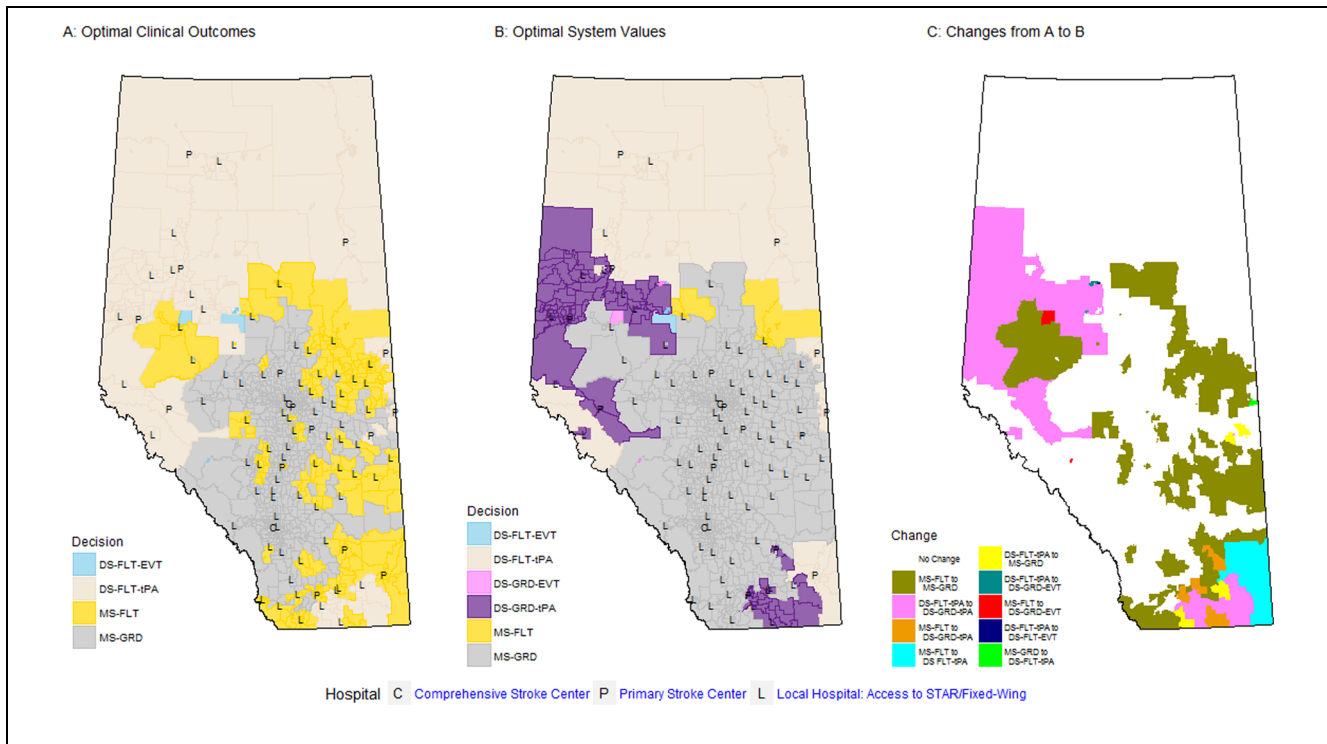 A: Optimal Clinical Outcomes
B: Optimal System Values
C: Changes from A to B
Decision
DS-FLT-EVT
DS-FLT-tPA
MS-FLT
MS-GRD
Decision
DS-FLT-EVT
DS-FLT-tPA
DS-GRD-EVT
DS-GRD-tPA
MS-FLT
MS-GRD
Change
No Change
MS-FLT to
MS-GRD
DS-FLT-tPA to
DS-GRD-tPA
MS-FLT to
DS-GRD-tPA
MS-FLT to
DS FLT-tPA
DS-FLT-tPA to
MS-GRD
DS-FLT-tPA to
DS-GRD-EVT
MS-FLT to
DS-GRD-EVT
DS-FLT-tPA to
DS-FLT-EVT
MS-GRD to
DS-FLT-tPA
Hospital C Comprehensive Stroke Center P Primary Stroke Center L Local Hospital: Access to STAR/Fixed-Wing